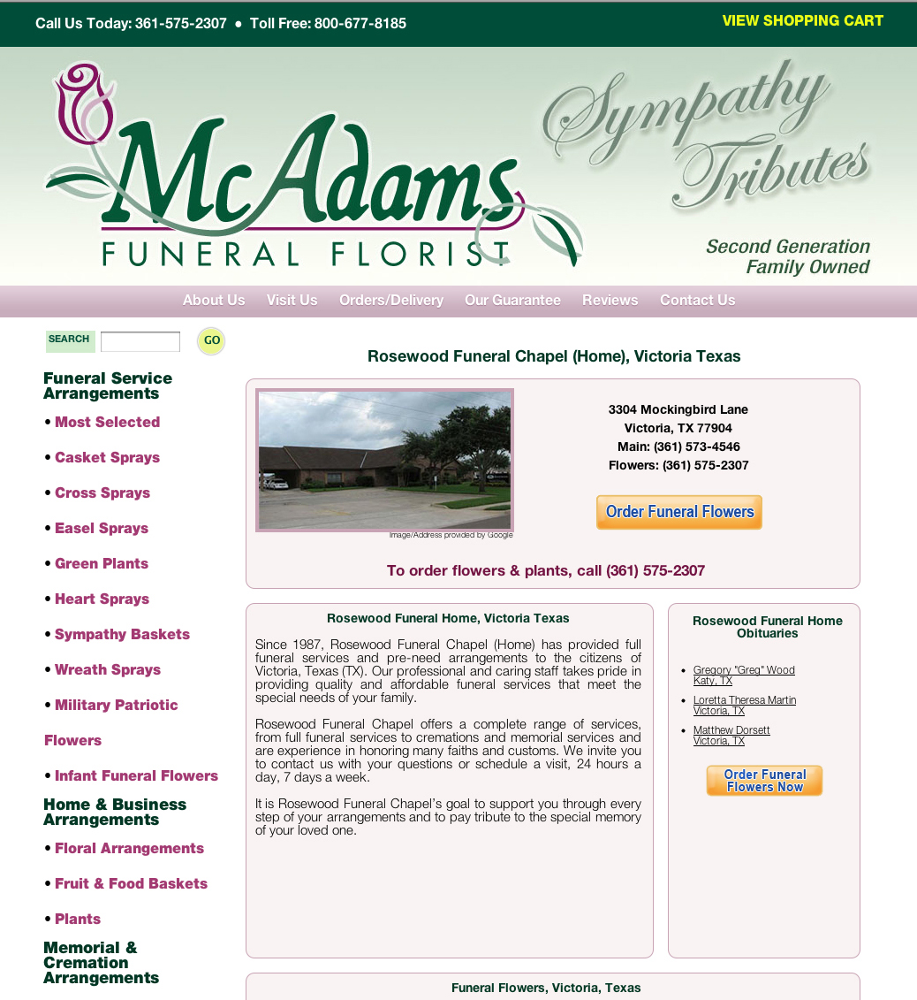 Call Us Today: 361-575-2307 • Toll Free: 800-677-8185
VIEW SHOPPING CART
McAdams
FUNERAL FLORIST
Sympathy
Tributes
Second Generation
Family Owned
About Us Visit Us Orders/Delivery Our Guarantee Reviews Contact Us
SEARCH
GO
Funeral Service
Arrangements
• Most Selected
• Casket Sprays
• Cross Sprays
• Easel Sprays
• Green Plants
• Heart Sprays
• Sympathy Baskets
• Wreath Sprays
• Military Patriotic
Flowers
• Infant Funeral Flowers
Home & Business
Arrangements
• Floral Arrangements
• Fruit & Food Baskets
• Plants
Memorial &
Cremation
Arrangements
Rosewood Funeral Chapel (Home), Victoria Texas
3304 Mockingbird Lane
Victoria, TX 77904
Main: (361) 573-4546
Flowers: (361) 575-2307
Order Funeral Flowers
Image/Address provided by Google
To order flowers & plants, call (361) 575-2307
Rosewood Funeral Home, Victoria Texas
Since 1987, Rosewood Funeral Chapel (Home) has provided full
funeral services and pre-need arrangements to the citizens of
Victoria, Texas (TX). Our professional and caring staff takes pride in
providing quality and affordable funeral services that meet the
special needs of your family.
Rosewood Funeral Chapel offers a complete range of services,
from full funeral services to cremations and memorial services and
are experience in honoring many faiths and customs. We invite you
to contact us with your questions or schedule a visit, 24 hours a
day, 7 days a week.
It is Rosewood Funeral Chapel's goal to support you through every
step of your arrangements and to pay tribute to the special memory
of your loved one.
Rosewood Funeral Home
Obituaries
• Gregory "Greg" Wood
Katy, TX
• Loretta Theresa Martin
Victoria, TX
• Matthew Dorsett
Victoria, TX
Order Funeral
Flowers Now
Funeral Flowers, Victoria, Texas